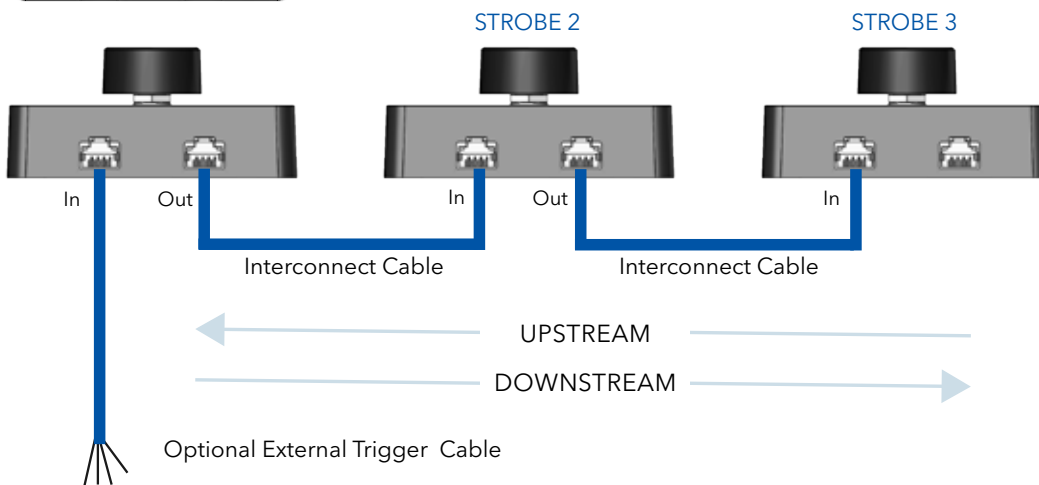 STROBE 2
STROBE 3
In
Out
In
Out
In
Interconnect Cable
Interconnect Cable
UPSTREAM
DOWNSTREAM
Optional External Trigger Cable